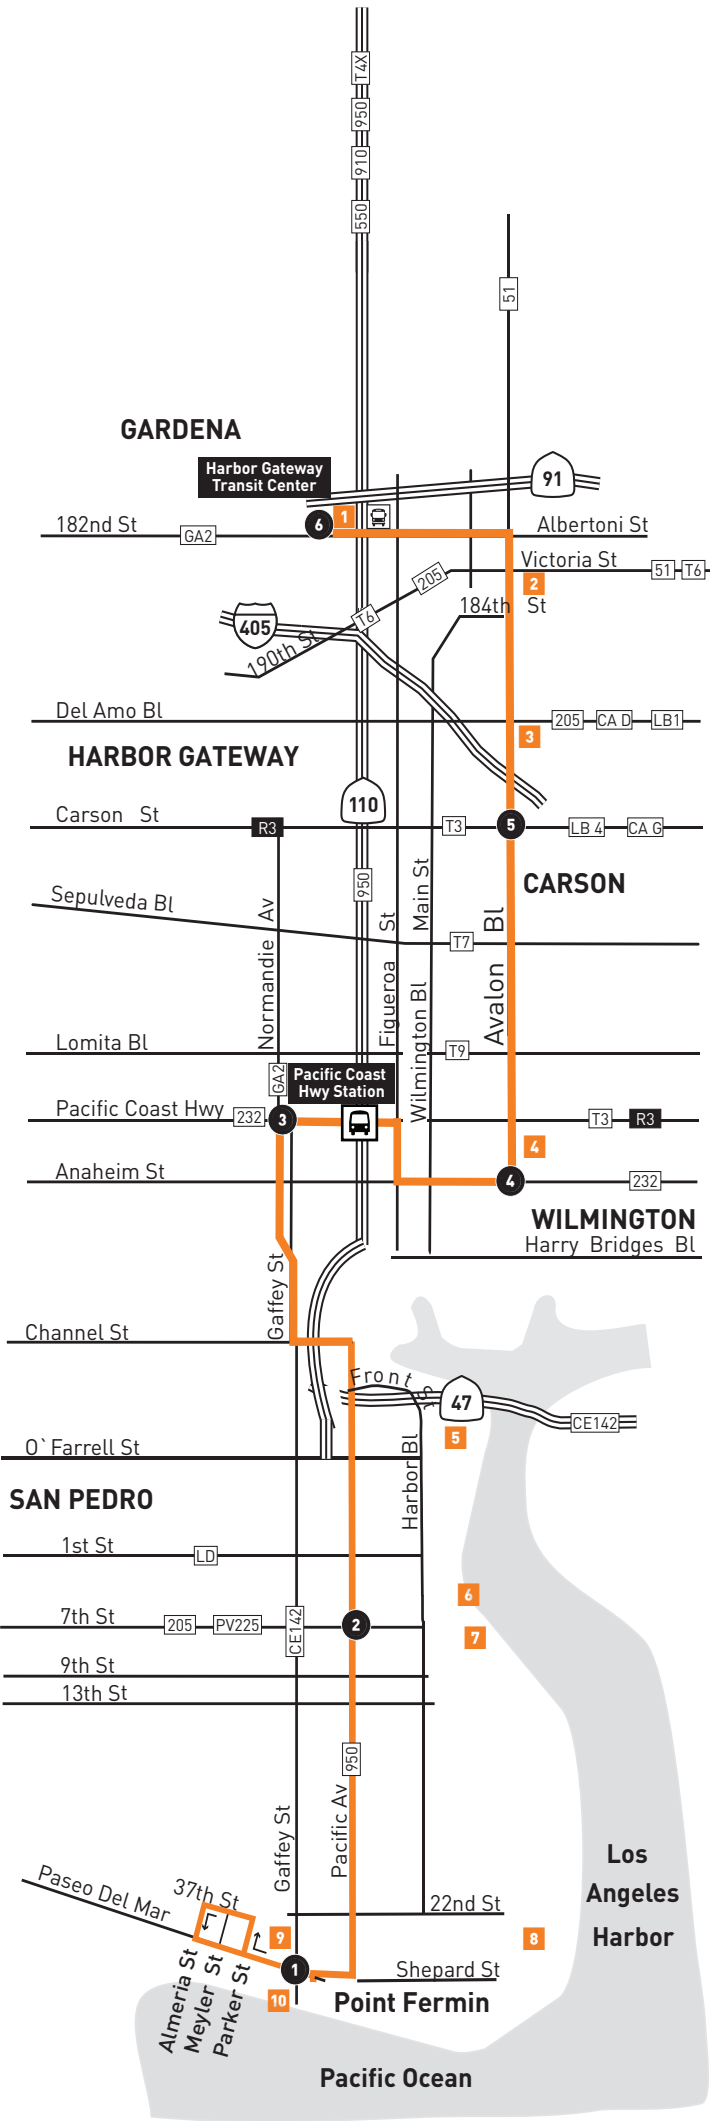 T4X
950
910
550
51
GARDENA
Harbor Gateway
Transit Center
91
6
1
182nd St
GA2
Albertoni St
Victoria St
51
T6
205
2
184th St
T6
405
190th St
Del Amo Bl
205
CA D
LB1
3
HARBOR GATEWAY
110
Carson St
R3
T3
5
LB 4
CA G
CARSON
950
Sepulveda Bl
T7
Normandie Av
Figueroa St
Main St
Avalon Bl
Wilmington Bl
Lomita Bl
T9
GA2
Pacific Coast
Hwy Station
Pacific Coast Hwy
232
3
T3
R3
4
Anaheim St
4
232
WILMINGTON
Harry Bridges Bl
Gaffey St
Channel St
Front St
47
CE142
5
O`Farrell St
Harbor Bl
SAN PEDRO
1st St
LD
6
7th St
205
PV225
CE142
2
7
9th St
13th St
950
Gaffey St
Pacific Av
Los
Angeles
Harbor
Paseo Del Mar
37th St
22nd St
9
8
1
Shepard St
Almeria St
Meyler St
Parker St
10
Point Fermin
Pacific Ocean